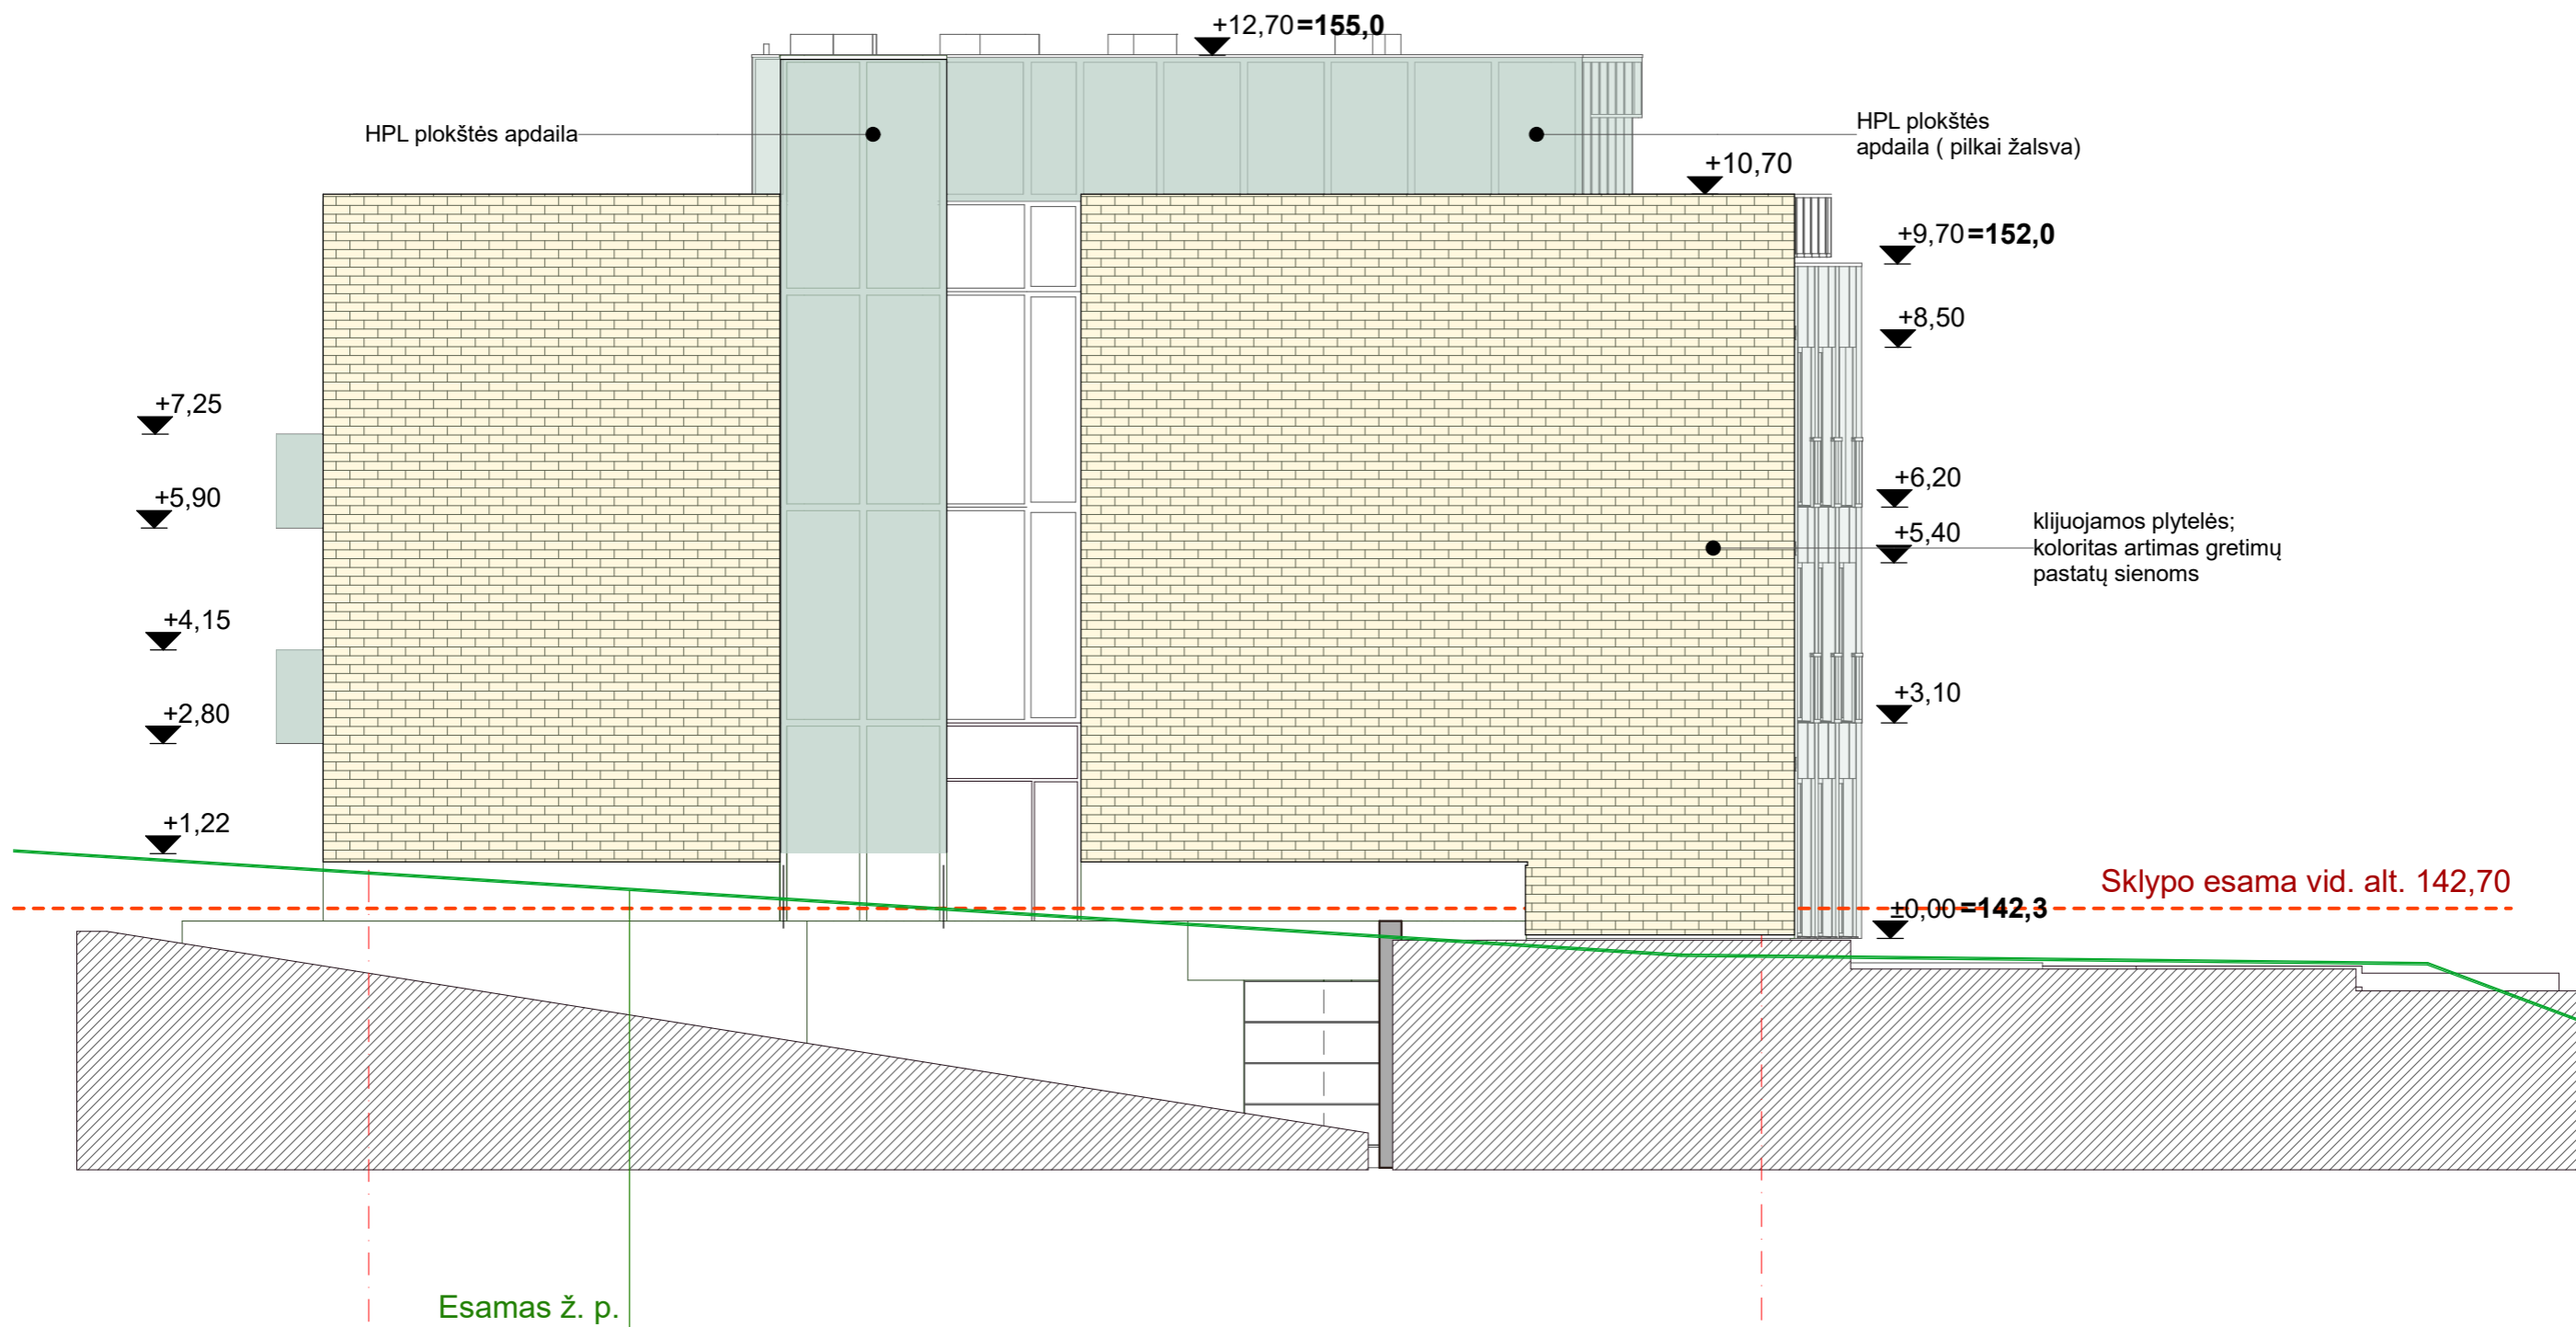 +12,70=155,0
HPL plokštės apdaila
HPL plokštės
apdaila ( pilkai žalsva)
+10,70
+9,70=152,0
+8,50
+7,25
+6,20
+5,90
klijuojamos plytelės;
koloritas artimas gretimų
pastatų sienoms
+5,40
+4,15
+3,10
+2,80
+1,22
Sklypo esama vid. alt. 142,70
±0,00=142,3
Esamas ž. p.